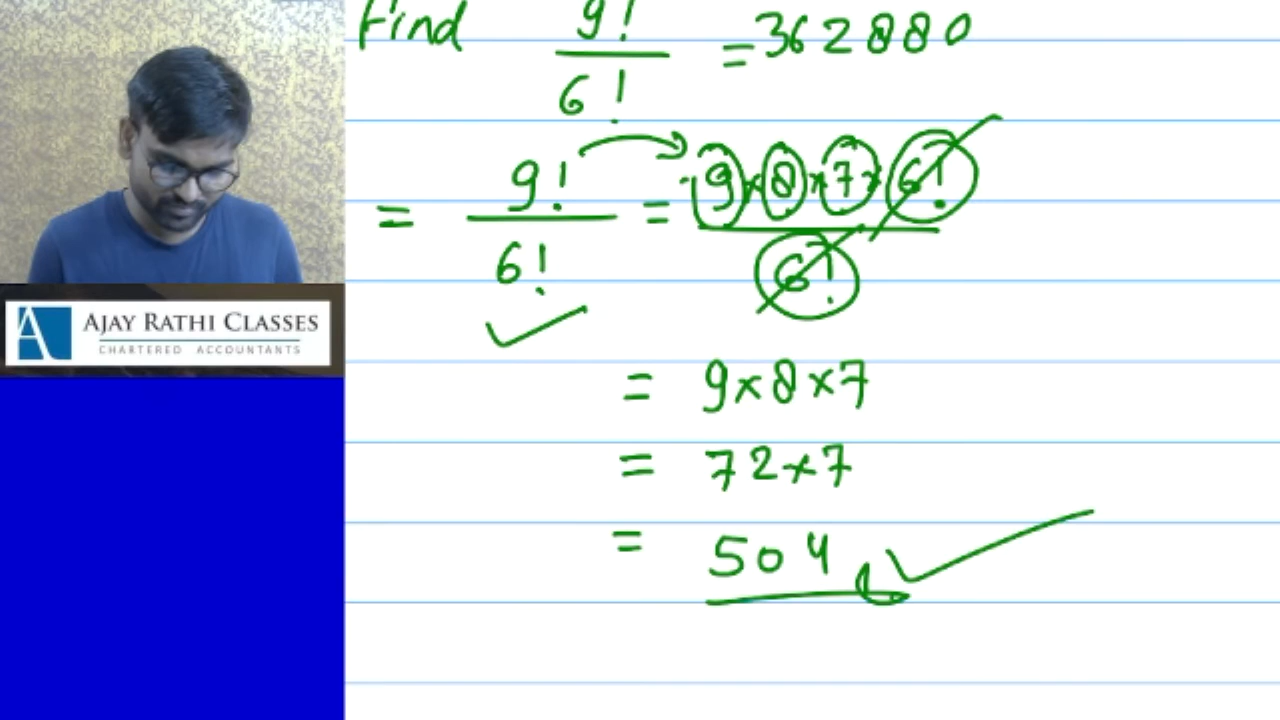 Find 9!/6! = 362880
= 9!/6! = 9×8×7×6!/6!
= 9×8×7
= 72×7
= 504
AJAY RATHI CLASSES
CHARTERED ACCOUNTANTS